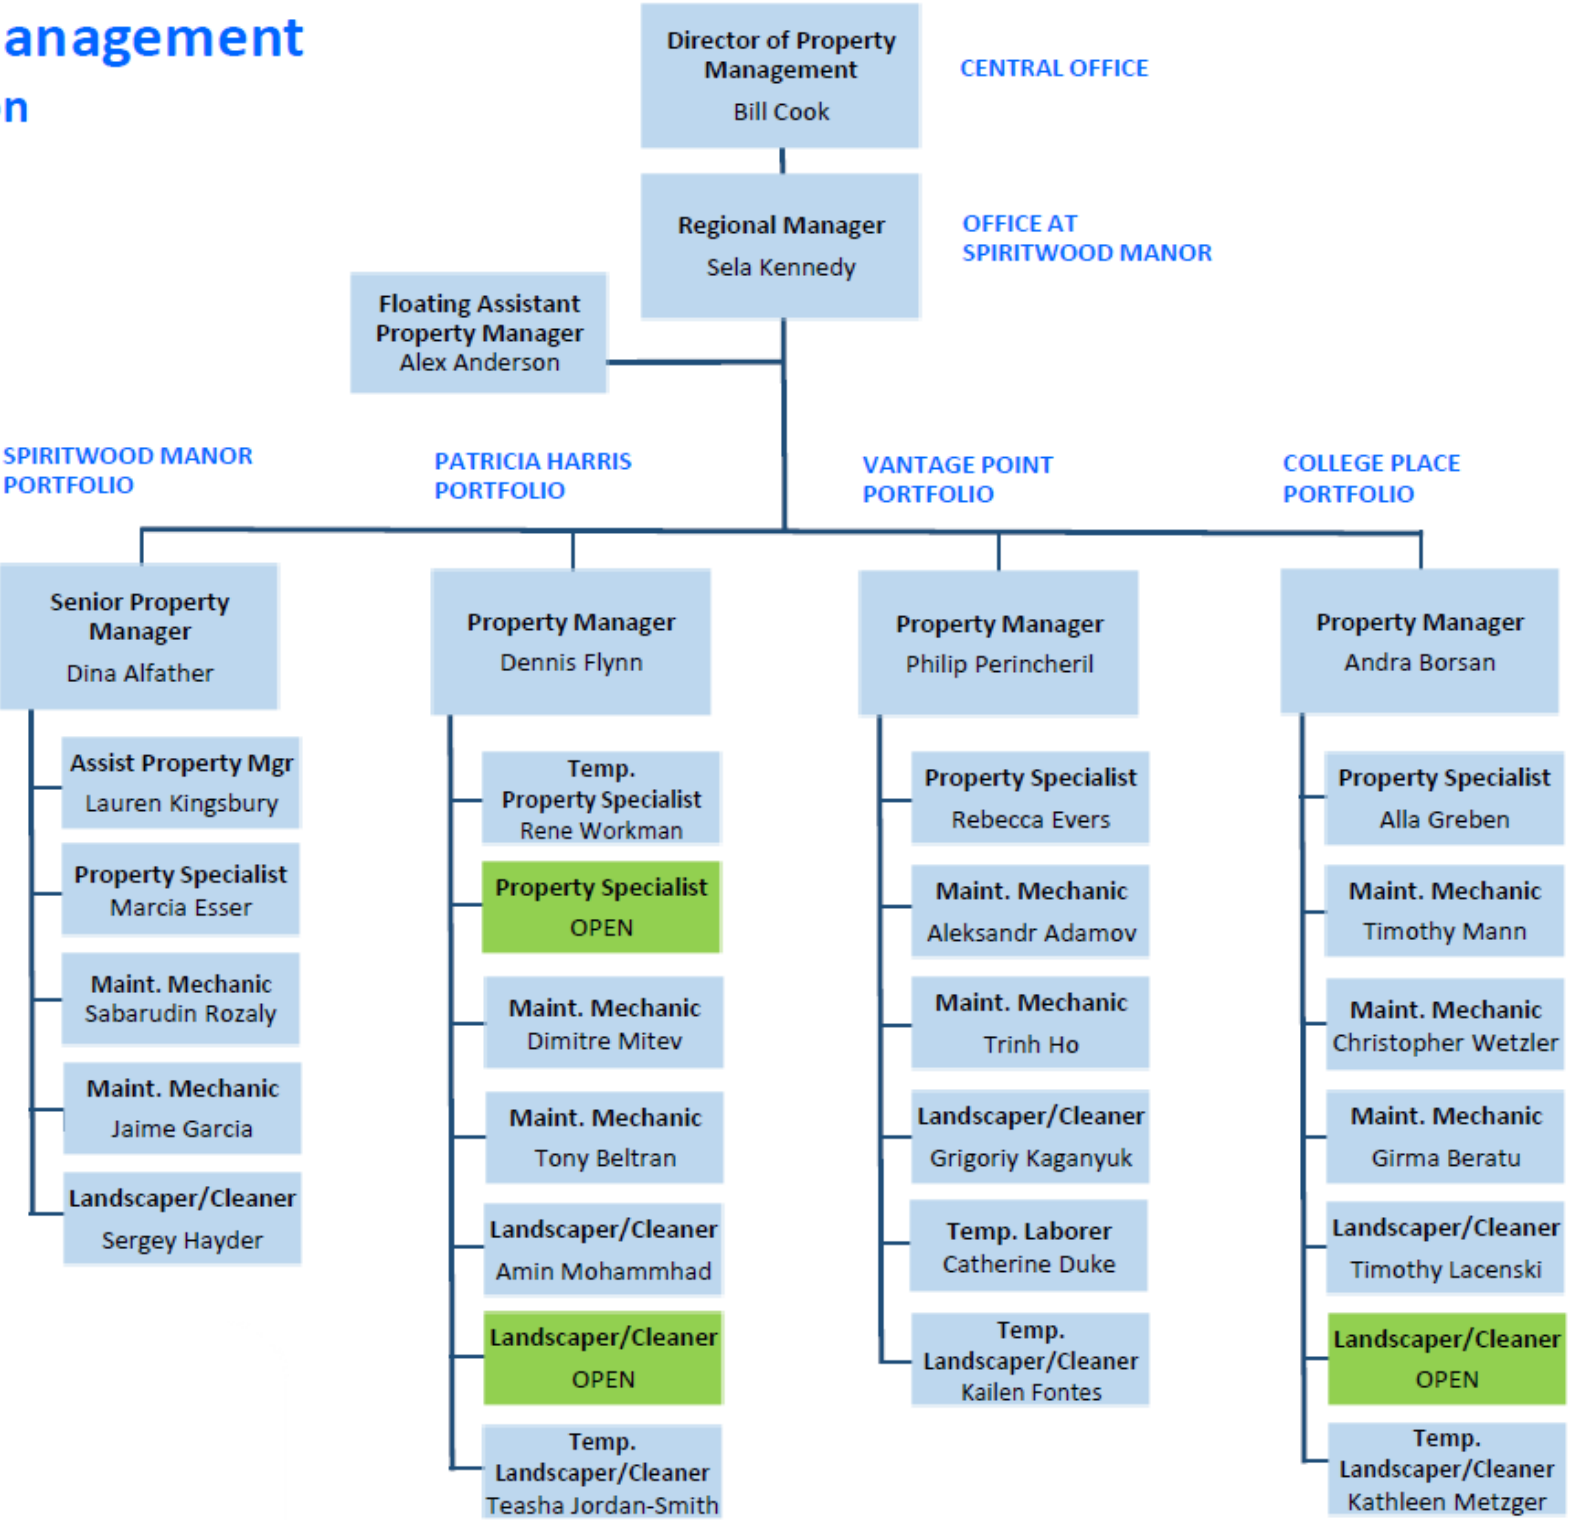 anagement
n
Director of Property
Management
Bill Cook
CENTRAL OFFICE
Regional Manager
Sela Kennedy
OFFICE AT
SPIRITWOOD MANOR
Floating Assistant
Property Manager
Alex Anderson
SPIRITWOOD MANOR
PORTFOLIO
PATRICIA HARRIS
PORTFOLIO
VANTAGE POINT
PORTFOLIO
COLLEGE PLACE
PORTFOLIO
Senior Property
Manager
Dina Alfather
Assist Property Mgr
Lauren Kingsbury
Property Specialist
Marcia Esser
Maint. Mechanic
Sabarudin Rozaly
Maint. Mechanic
Jaime Garcia
Landscaper/Cleaner
Sergey Hayder
Property Manager
Dennis Flynn
Temp.
Property Specialist
Rene Workman
Property Specialist
OPEN
Maint. Mechanic
Dimitre Mitev
Maint. Mechanic
Tony Beltran
Landscaper/Cleaner
Amin Mohammhad
Landscaper/Cleaner
OPEN
Temp.
Landscaper/Cleaner
Teasha Jordan-Smith
Property Manager
Philip Perincheril
Property Specialist
Rebecca Evers
Maint. Mechanic
Aleksandr Adamov
Maint. Mechanic
Trinh Ho
Landscaper/Cleaner
Grigoriy Kaganyuk
Temp. Laborer
Catherine Duke
Temp.
Landscaper/Cleaner
Kailen Fontes
Property Manager
Andra Borsan
Property Specialist
Alla Greben
Maint. Mechanic
Timothy Mann
Maint. Mechanic
Christopher Wetzler
Maint. Mechanic
Girma Beratu
Landscaper/Cleaner
Timothy Lacenski
Landscaper/Cleaner
OPEN
Temp.
Landscaper/Cleaner
Kathleen Metzger